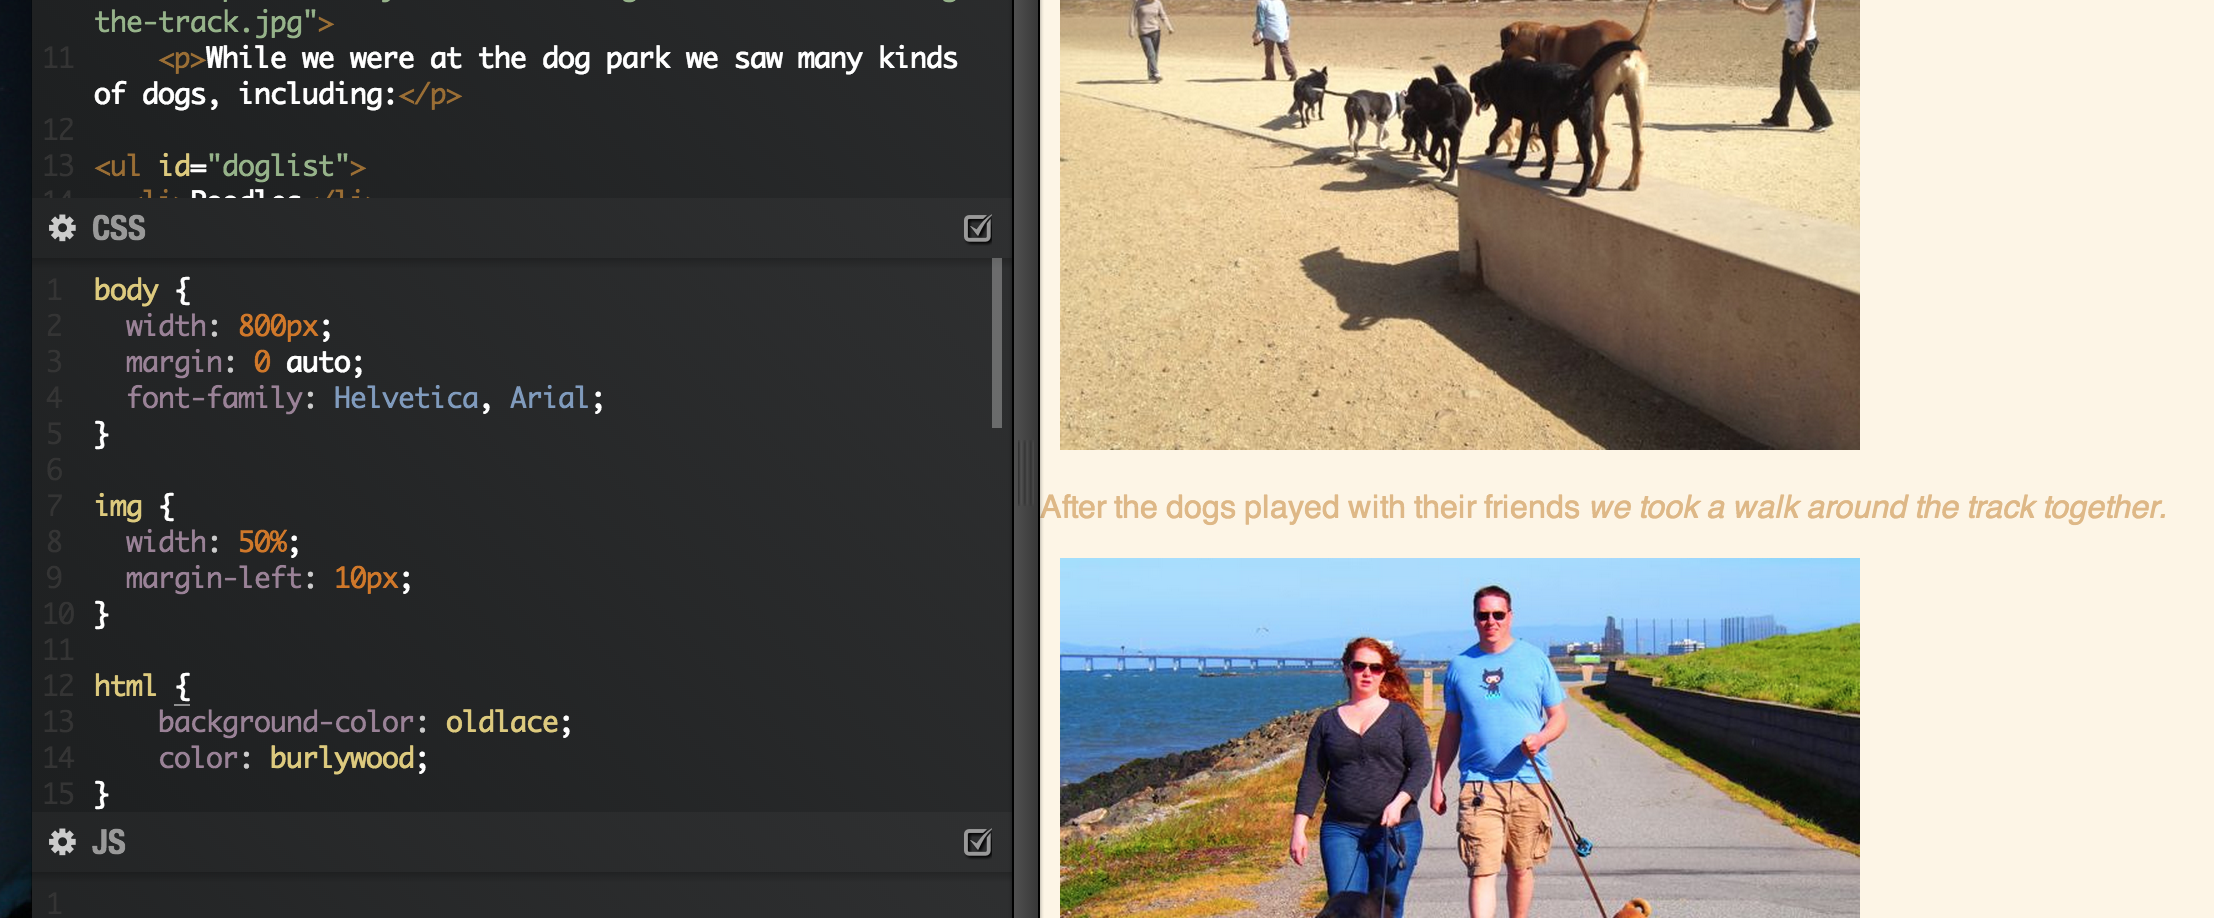 the-track.jpg">
11 <p>While we were at the dog park we saw many kinds
of dogs, including:</p>
12
13 <ul id="doglist">
14 <li>Poodles</li>
CSS
1 body {
2 width: 800px;
3 margin: 0 auto;
4 font-family: Helvetica, Arial;
5 }
6
7 img {
8 width: 50%;
9 margin-left: 10px;
10 }
11
12 html {
13 background-color: oldlace;
14 color: burlywood;
15 }
JS
1
After the dogs played with their friends we took a walk around the track together.